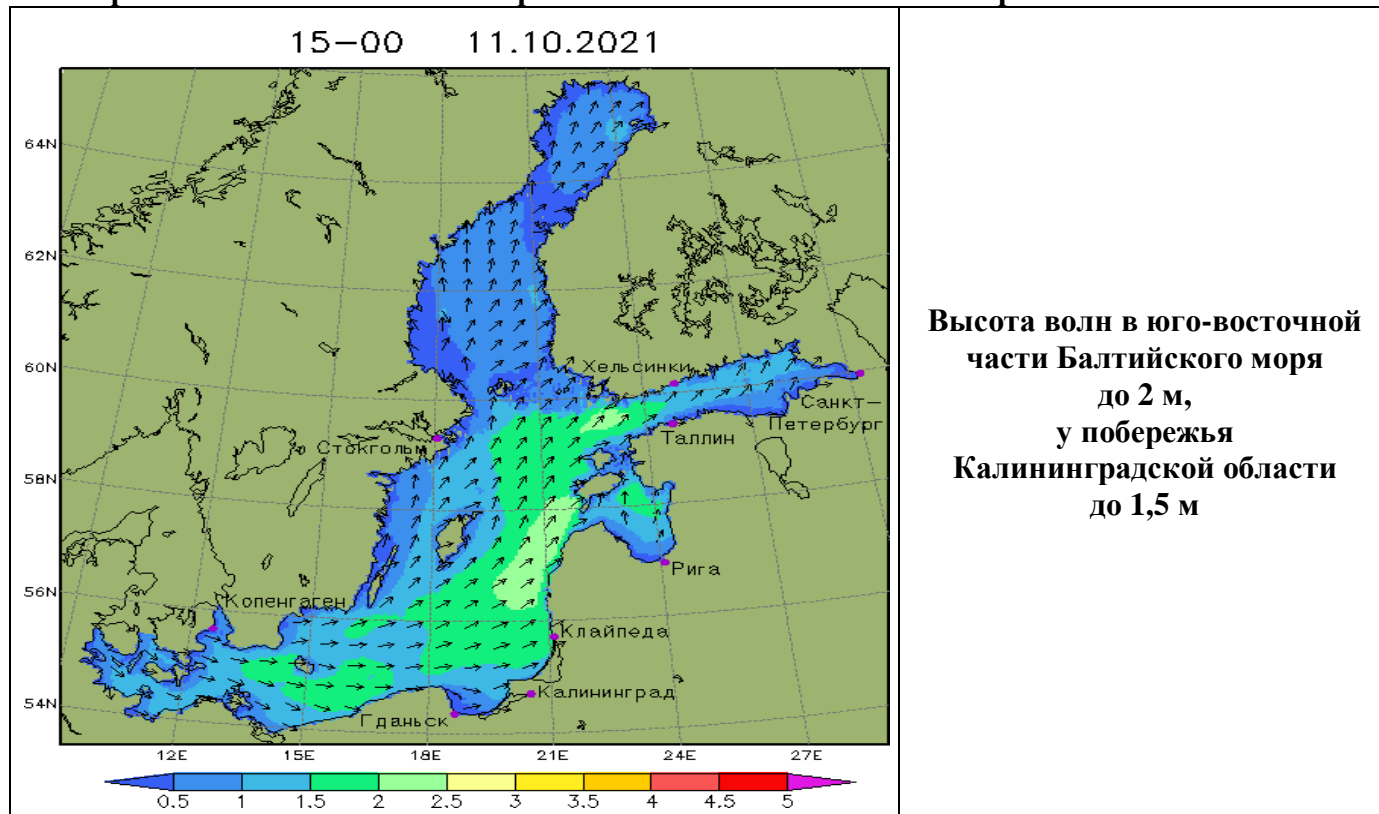 15-00 11.10.2021
64N
62N
60N
58N
56N
54N
Хельсинки
Санкт-
Петербург
Таллин
Стокгольм
Рига
Копенгаген
Клайпеда
Калининград
Гданьск
12E 15E 18E 21E 24E 27E
0.5 1 1.5 2 2.5 3 3.5 4 4.5 5
Высота волн в юго-восточной
части Балтийского моря
до 2 м,
у побережья
Калининградской области
до 1,5 м